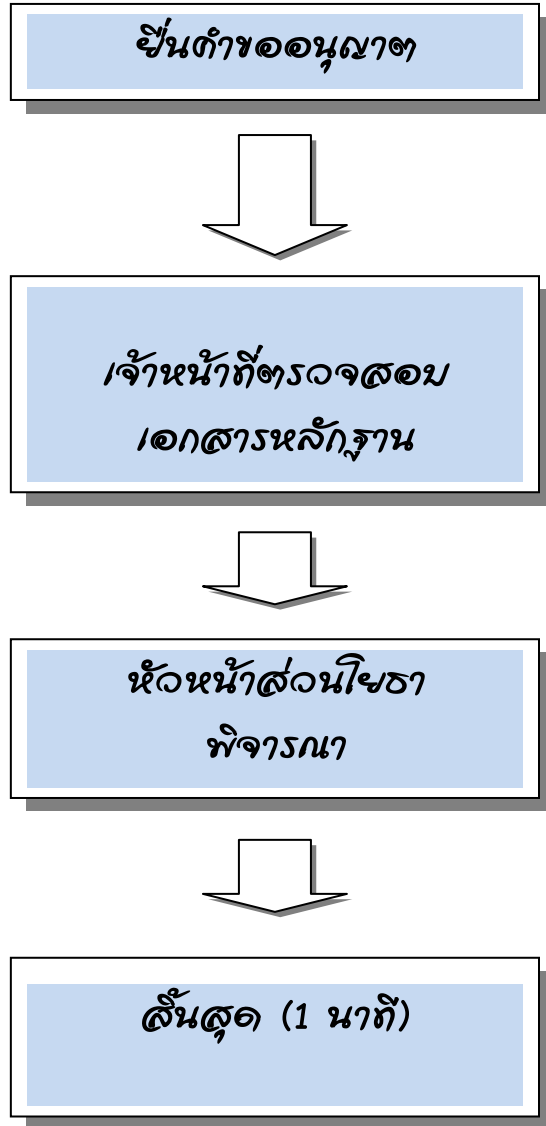 ยื่นคำขออนุญาต
เจ้าหน้าที่ตรวจสอบ
เอกสารหลักฐาน
หัวหน้าส่วนโยธา
พิจารณา
สิ้นสุด (1 นาที)